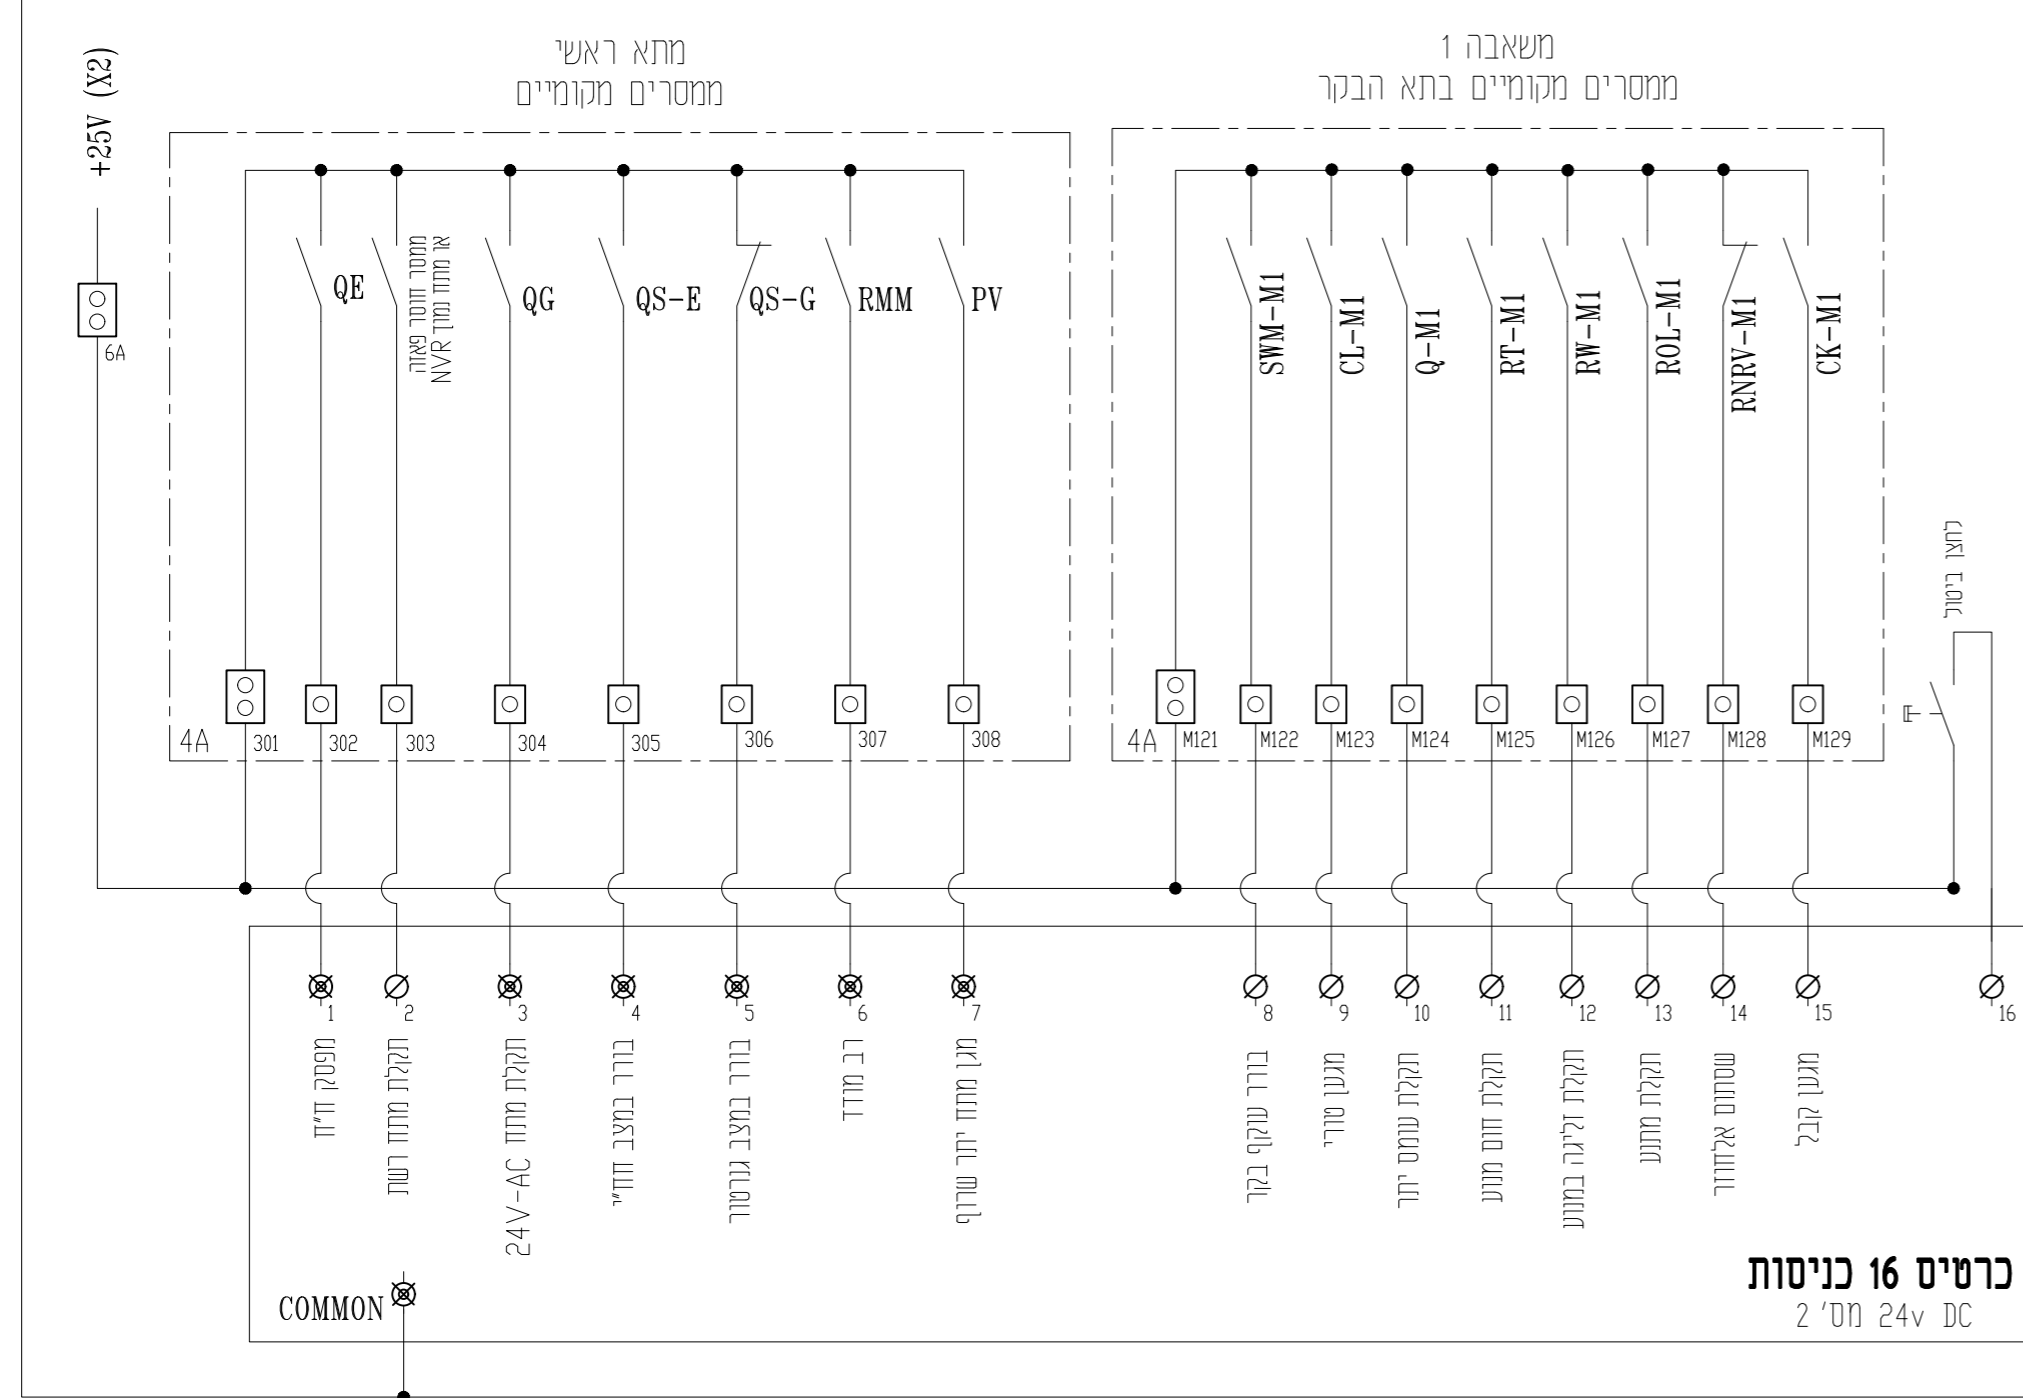 +25V (X2)
6A
מתא ראשי
ממסרים מקומיים
QE
ממסר חוסר פאזה
או מתח נמוך NVR
QG
QS-E
QS-G
RMM
PV
4A
301
302
303
304
305
306
307
308
משאבה 1
ממסרים מקומיים בתא הבקר
SWM-M1
CL-M1
Q-M1
RT-M1
RW-M1
ROL-M1
RNRV-M1
CK-M1
4A
M121
M122
M123
M124
M125
M126
M127
M128
M129
לחצן ביטול
1
2
3
4
5
6
7
8
9
10
11
12
13
14
15
16
מפסק ח"ח
תקלת מתח רשת
תקלת מתח 24V-AC
בורר במצב חח"י
בורר במצב גנרטור
רב מודד
מגן מתח יתר שרוף
בורר עוקף בקר
מגען טורי
תקלת עומס יתר
תקלת חום מנוע
תקלת זליגה במנוע
תקלת מתנע
שסתום אלחוזר
מגען קבל
COMMON
כרטיס 16 כניסות
24v DC מס' 2